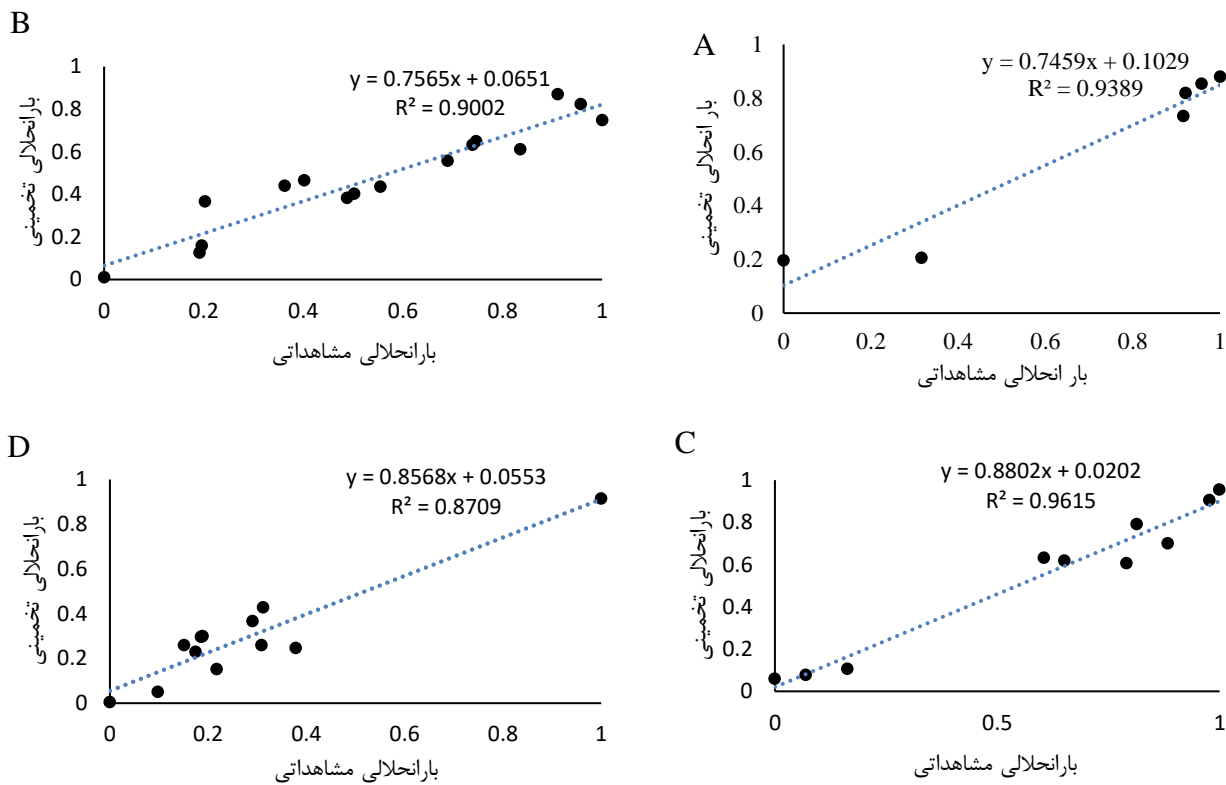 B
y = 0.7565x + 0.0651
R² = 0.9002
1
0.8
0.6
0.4
0.2
0
بارانحلالی تخمینی
0 0.2 0.4 0.6 0.8 1
بارانحلالی مشاهداتی
A
y = 0.7459x + 0.1029
R² = 0.9389
1
0.8
0.6
0.4
0.2
0
بار انحلالی تخمینی
0 0.2 0.4 0.6 0.8 1
بار انحلالی مشاهداتی
D
y = 0.8568x + 0.0553
R² = 0.8709
1
0.8
0.6
0.4
0.2
0
بارانحلالی تخمینی
0 0.2 0.4 0.6 0.8 1
بارانحلالی مشاهداتی
C
y = 0.8802x + 0.0202
R² = 0.9615
1
0.8
0.6
0.4
0.2
0
بارانحلالی تخمینی
0 0.5 1
بارانحلالی مشاهداتی